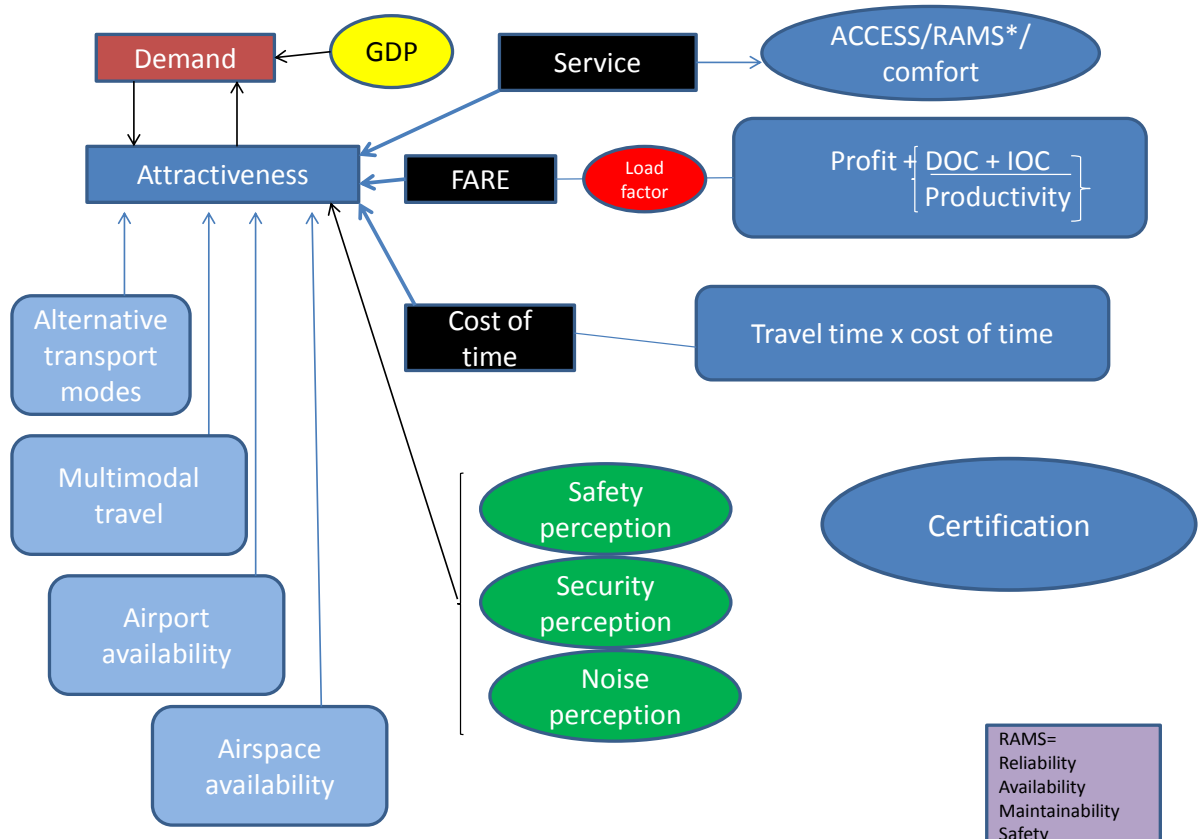 Demand
GDP
Service
ACCESS/RAMS*/
comfort
Attractiveness
FARE
Load
factor
Profit + DOC + IOC
Productivity
Cost of
time
Travel time x cost of time
Alternative
transport
modes
Multimodal
travel
Airport
availability
Airspace
availability
Safety
perception
Security
perception
Noise
perception
Certification
RAMS=
Reliability
Availability
Maintainability
Safety